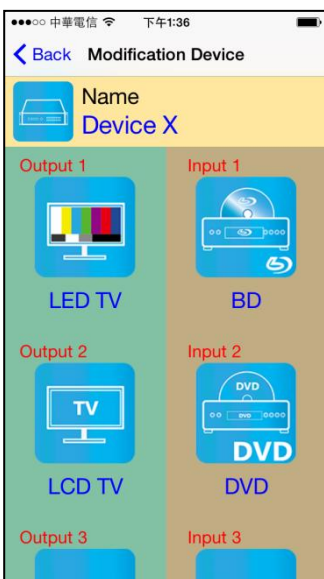 中華電信 下午1:36
Back Modification Device
Name
Device X
Output 1 Input 1
LED TV BD
Output 2 Input 2
TV DVD
DVD
DVD
LCD TV DVD
Output 3 Input 3